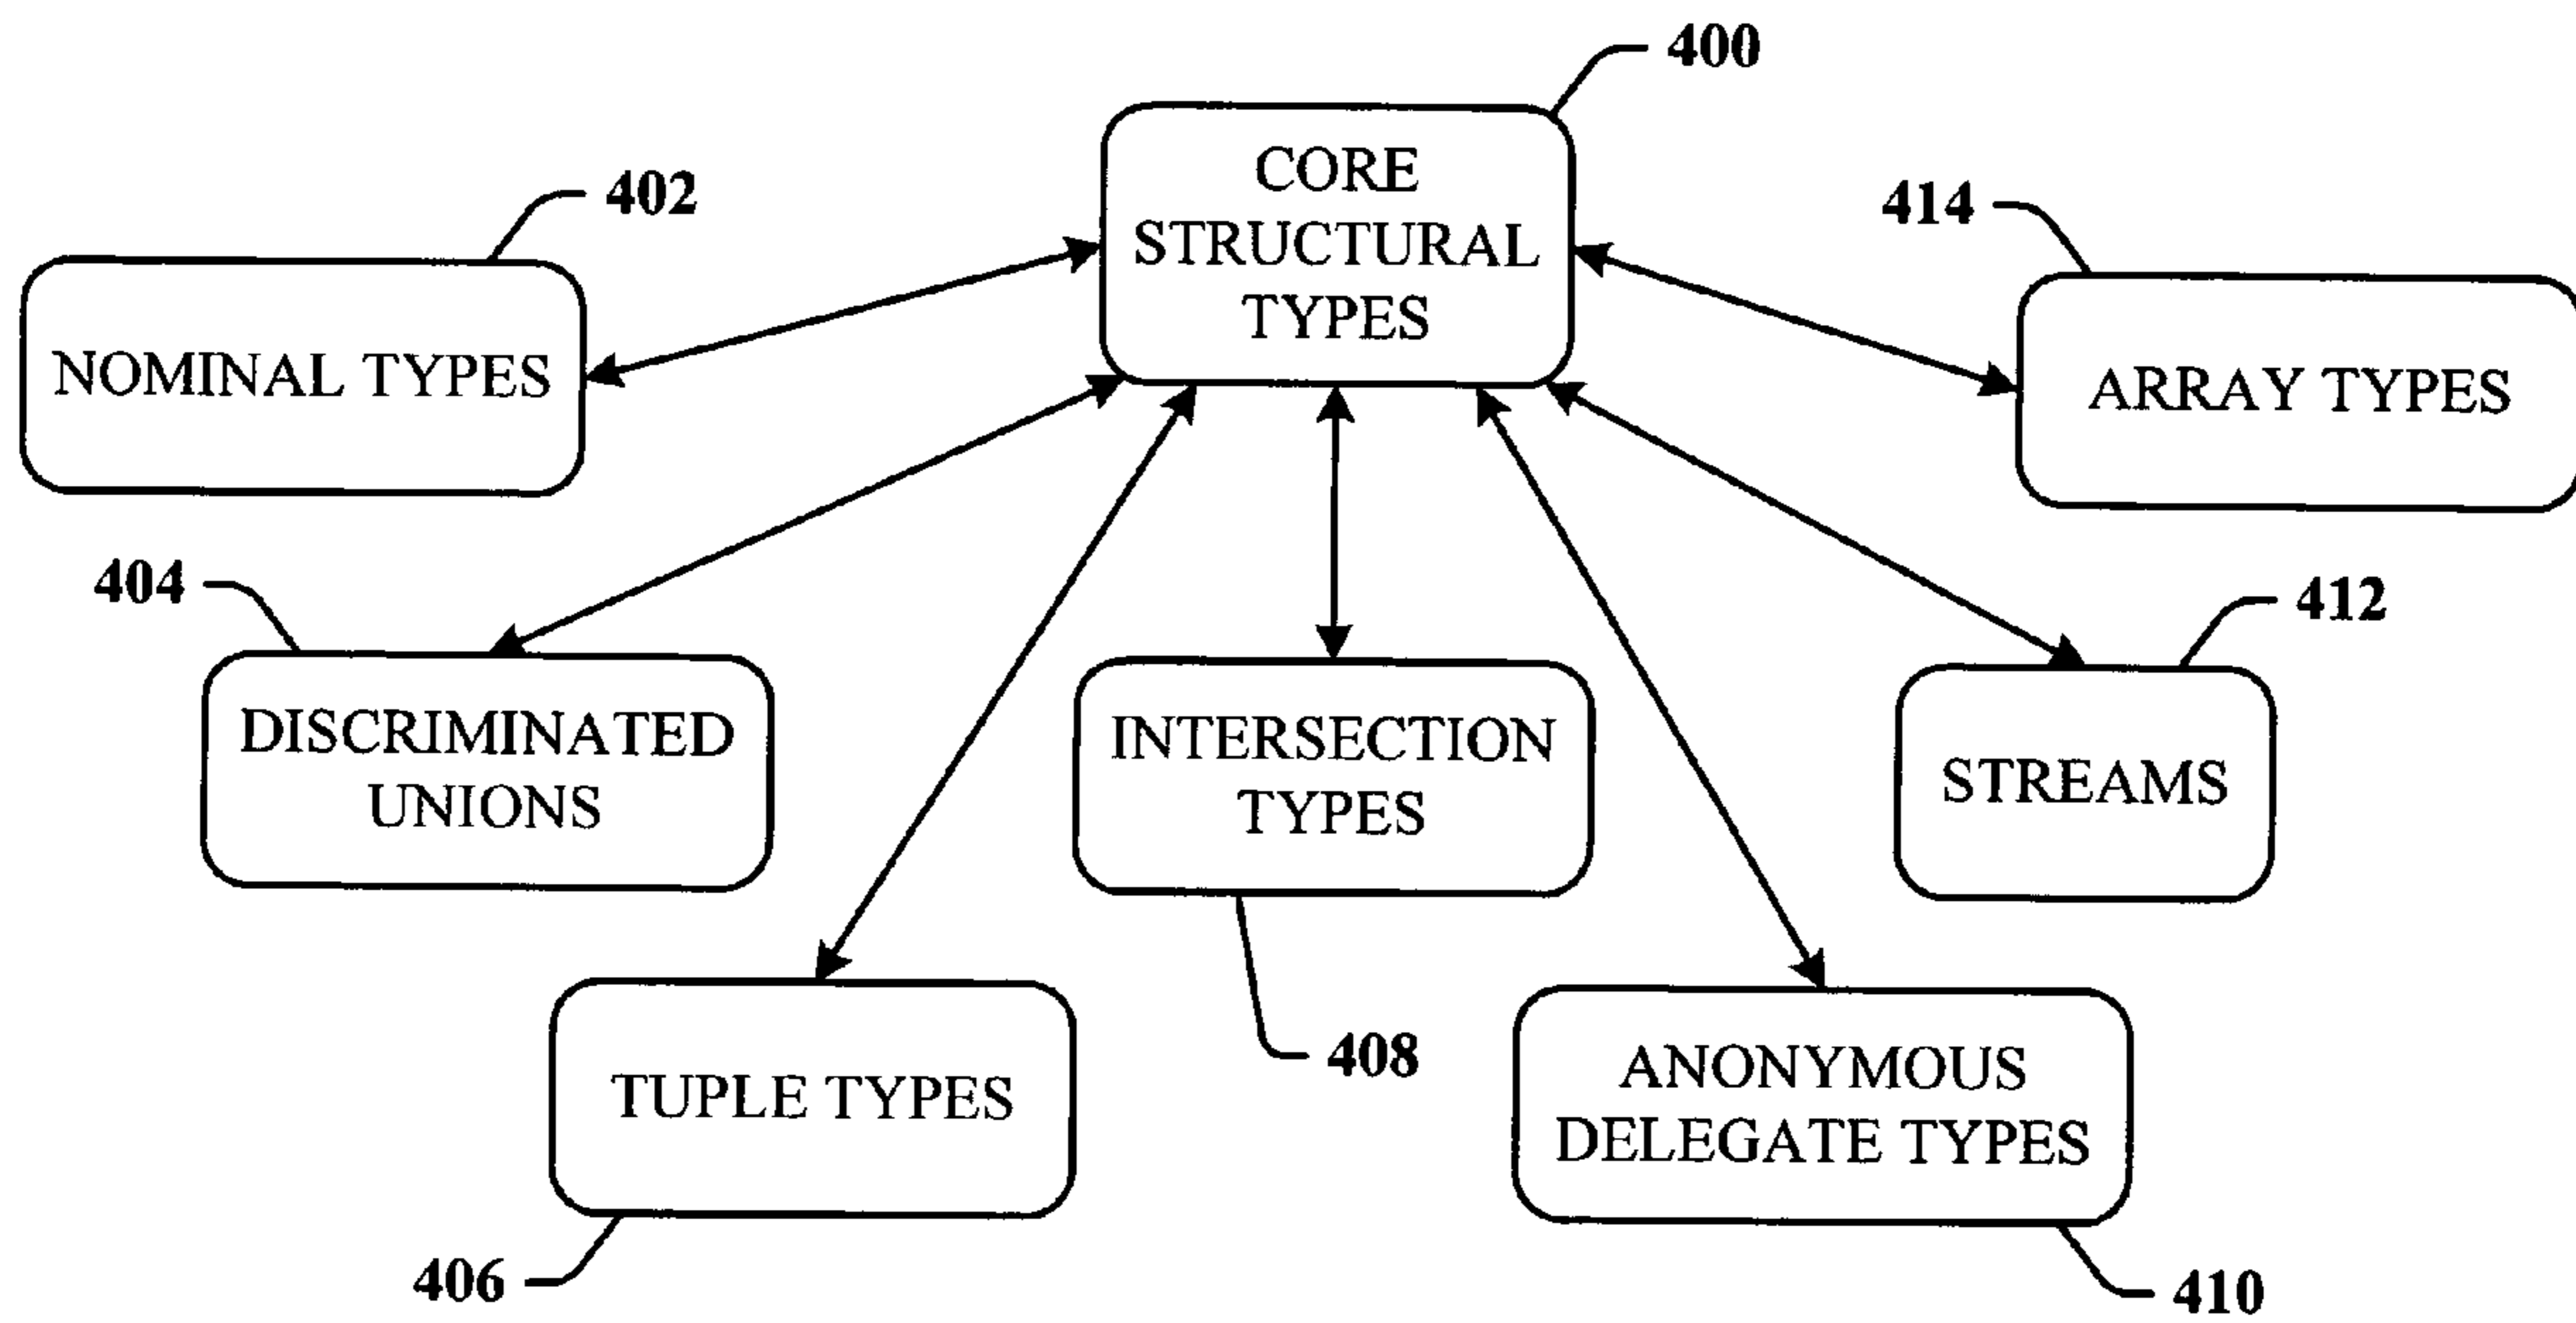 400
CORE
STRUCTURAL
TYPES
402
NOMINAL TYPES
414
ARRAY TYPES
404
DISCRIMINATED
UNIONS
INTERSECTION
TYPES
412
STREAMS
408
TUPLE TYPES
406
ANONYMOUS
DELEGATE TYPES
410